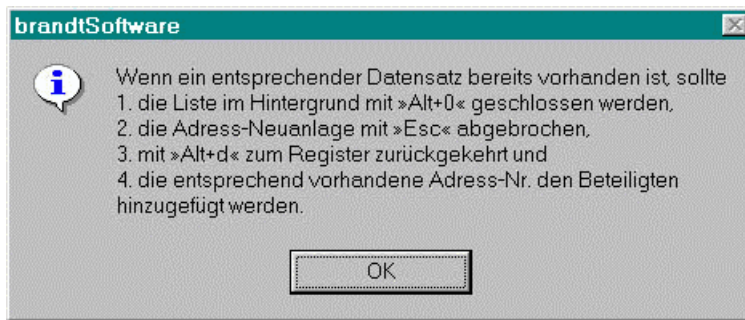 brandtSoftware
Wenn ein entsprechender Datensatz bereits vorhanden ist, sollte
1. die Liste im Hintergrund mit »Alt+0« geschlossen werden,
2. die Adress-Neuanlage mit »Esc« abgebrochen,
3. mit »Alt+d« zum Register zurückgekehrt und
4. die entsprechend vorhandene Adress-Nr. den Beteiligten
hinzugefügt werden.
OK